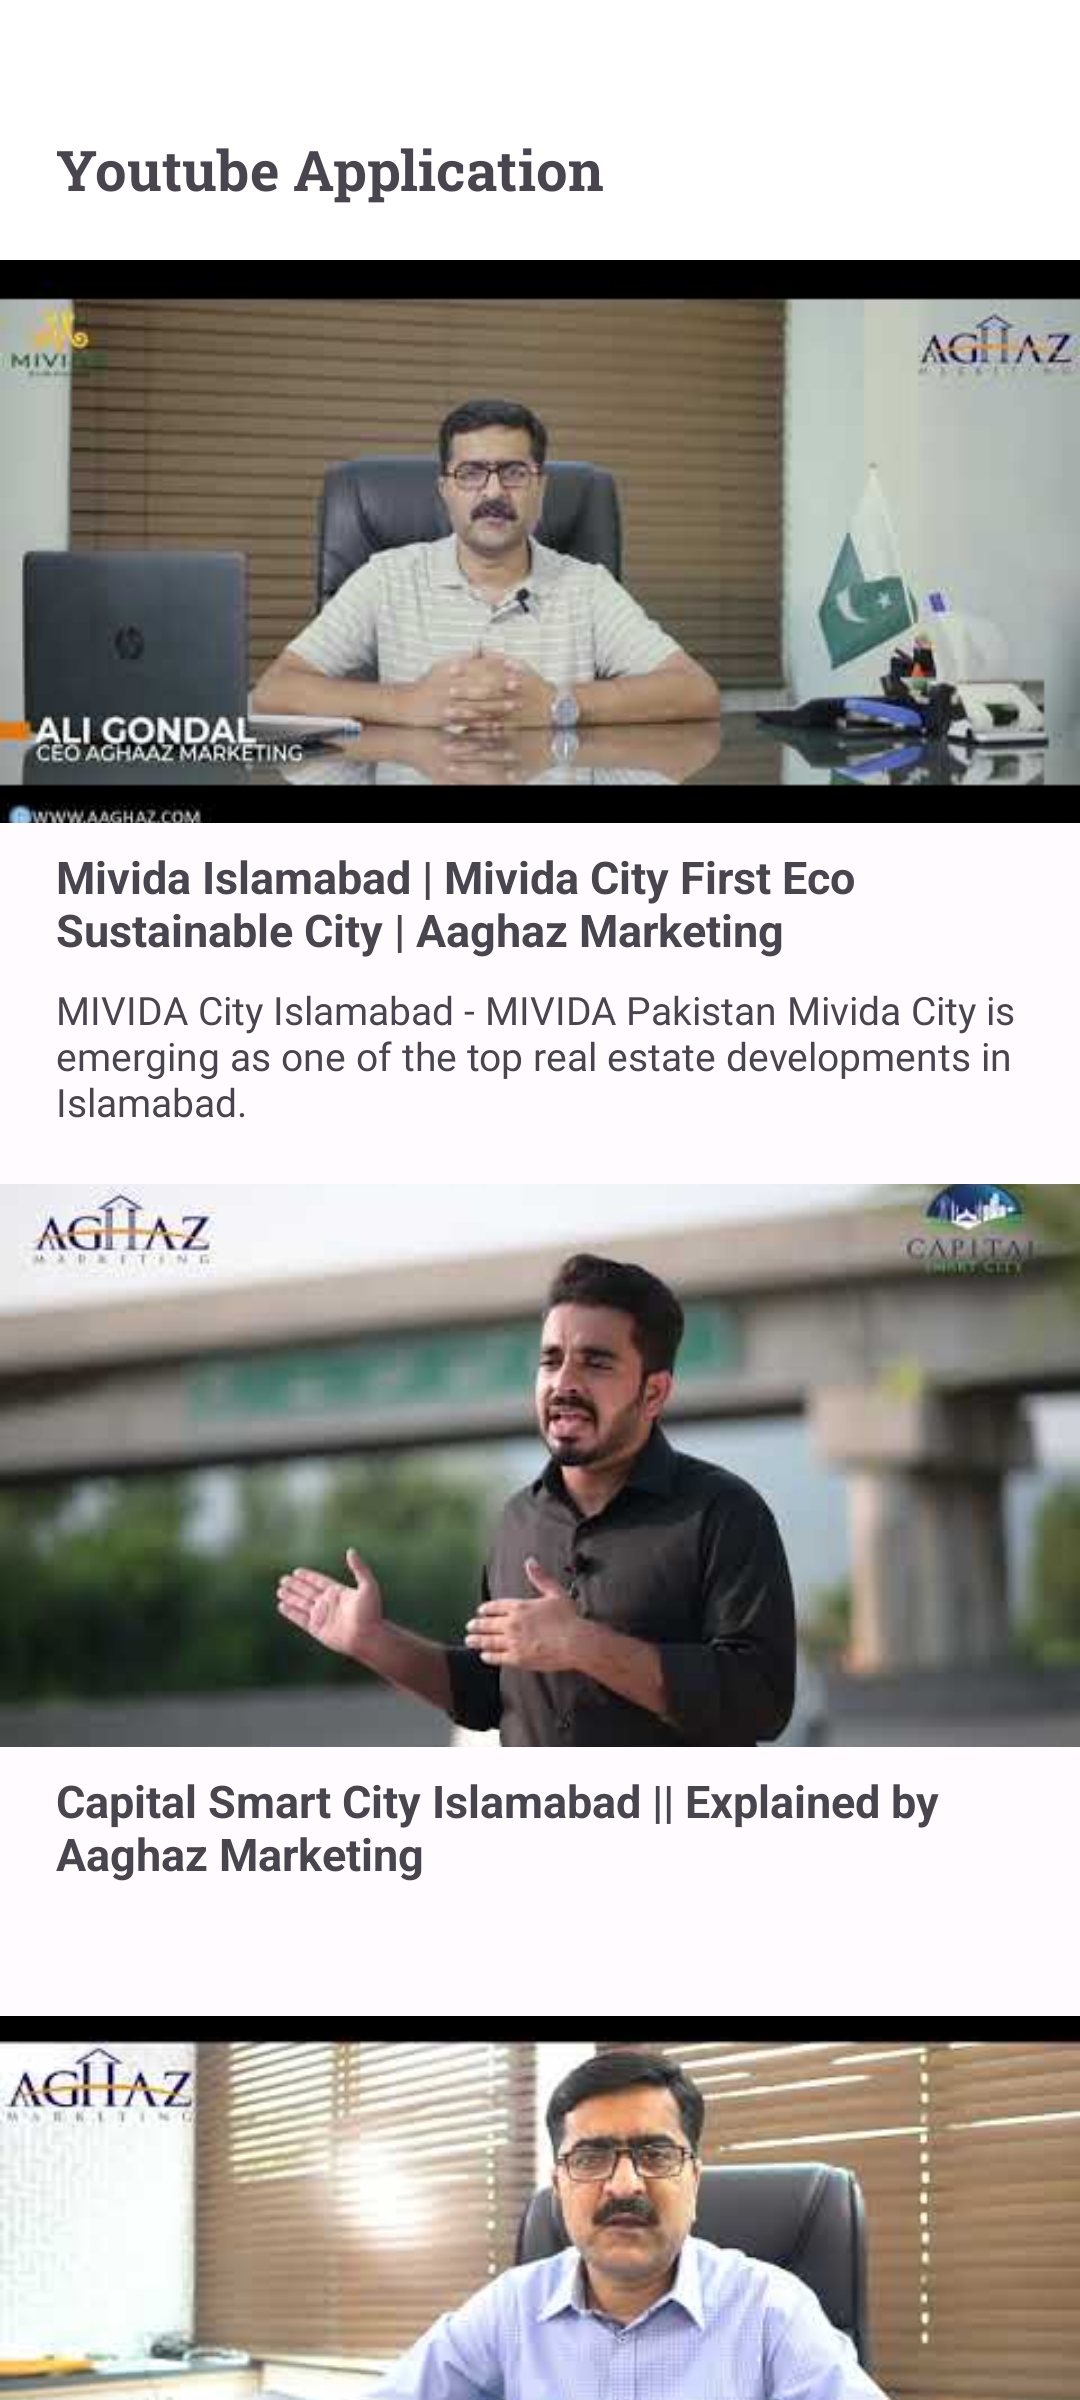 Youtube Application
MIVI
AGHAZ
MARKETING
ALI GONDAL
CEO AGHAAZ MARKETING
WWW.AAGHAZ.COM
Mivida Islamabad | Mivida City First Eco
Sustainable City | Aaghaz Marketing
MIVIDA City Islamabad - MIVIDA Pakistan Mivida City is
emerging as one of the top real estate developments in
Islamabad.
AGHAZ
MARKETING
CAPITAL
SMART CITY
Capital Smart City Islamabad || Explained by
Aaghaz Marketing
AGHAZ
MARKETING